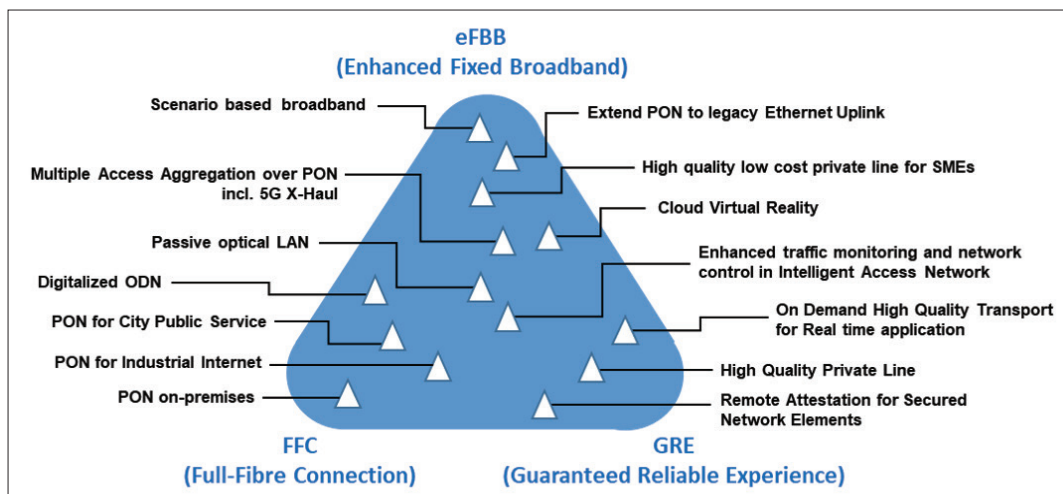 eFBB
(Enhanced Fixed Broadband)
Scenario based broadband
Extend PON to legacy Ethernet Uplink
Multiple Access Aggregation over PON
incl. 5G X-Haul
High quality low cost private line for SMEs
Cloud Virtual Reality
Passive optical LAN
Enhanced traffic monitoring and network
control in Intelligent Access Network
Digitalized ODN
On Demand High Quality Transport
for Real time application
PON for City Public Service
PON for Industrial Internet
High Quality Private Line
PON on-premises
Remote Attestation for Secured
Network Elements
FFC
(Full-Fibre Connection)
GRE
(Guaranteed Reliable Experience)